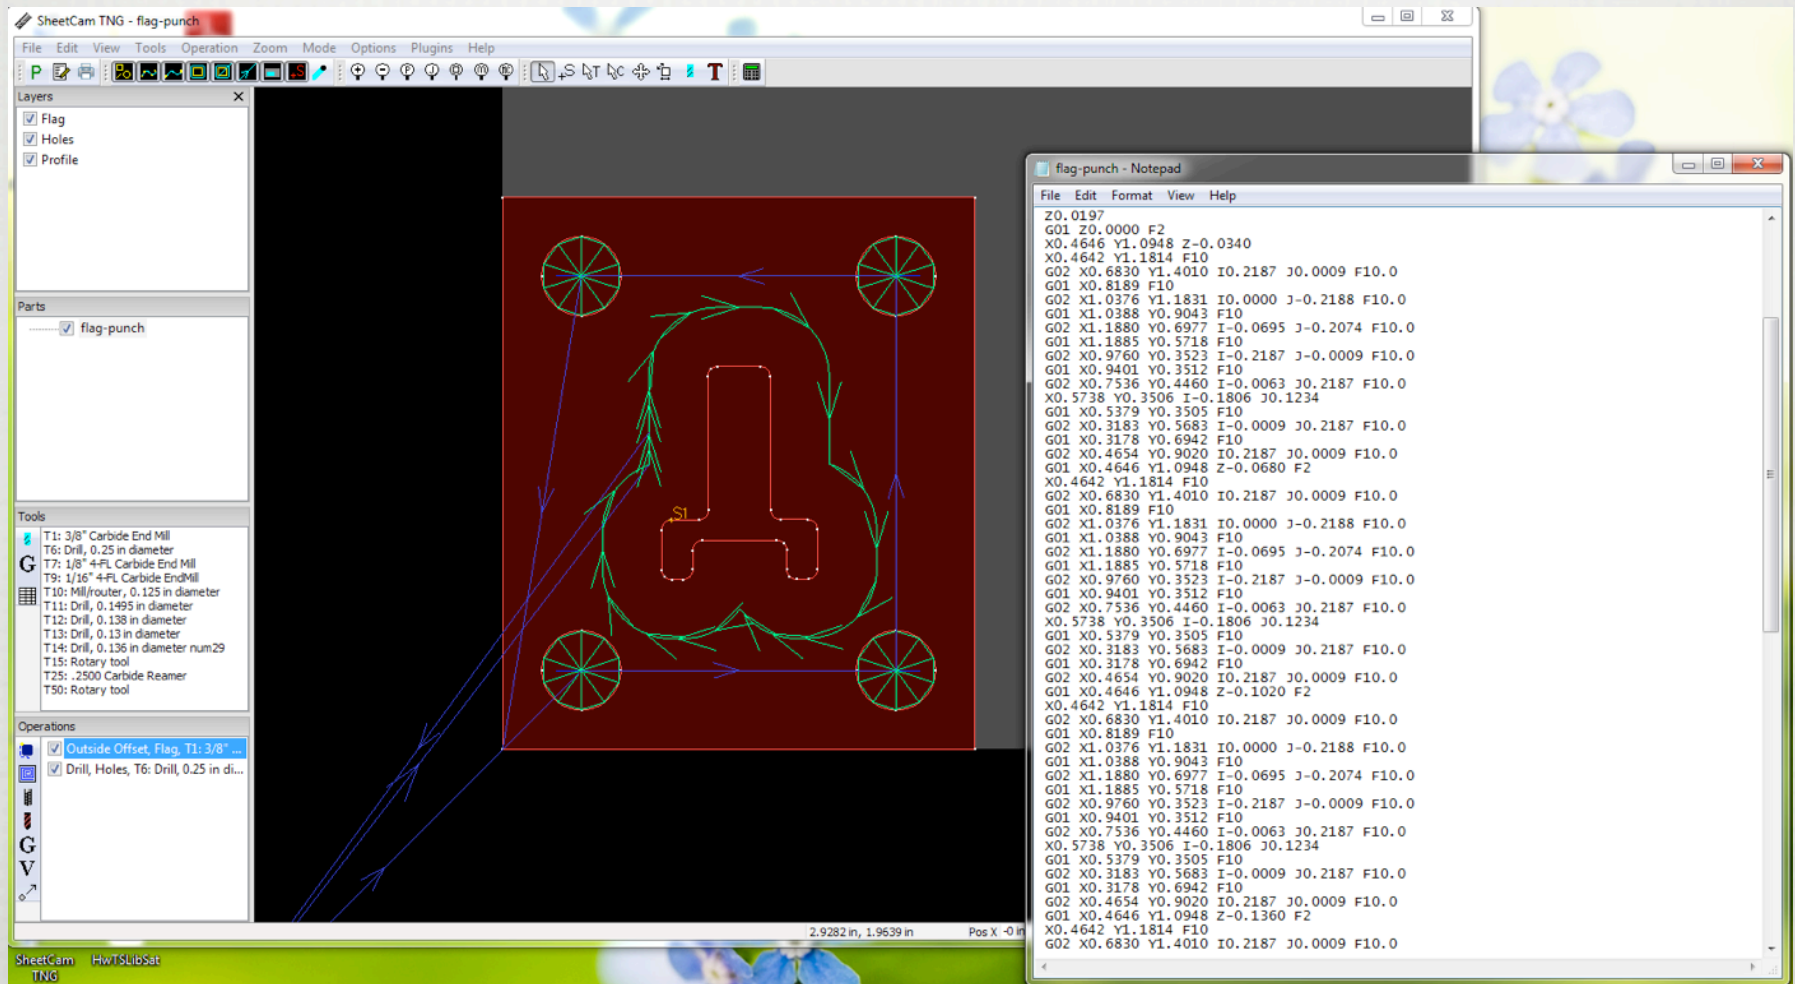 SheetCam TNG - flag-punch
File Edit View Tools Operation Zoom Mode Options Plugins Help
Layers
Flag
Holes
Profile
Parts
flag-punch
Tools
T1: 3/8" Carbide End Mill
T6: Drill, 0.25 in diameter
T7: 1/8" 4-FL Carbide EndMill
T9: 1/16" 4-FL Carbide EndMill
T10: Mill/router, 0.125 in diameter
T11: Drill, 0.1495 in diameter
T12: Drill, 0.138 in diameter
T13: Drill, 0.13 in diameter
T14: Drill, 0.136 in diameter num29
T15: Rotary tool
T25: .2500 Carbide Reamer
T50: Rotary tool
Operations
Outside Offset, Flag, T1: 3/8" ...
Drill, Holes, T6: Drill, 0.25 in di...
S1
2.9282 in, 1.9639 in Pos X -0 in
SheetCam TNG
HwTSLibSat
flag-punch - Notepad
File Edit Format View Help
Z0.0197
G01 Z0.0000 F2
X0.4646 Y1.0948 Z-0.0340
X0.4642 Y1.1814 F10
G02 X0.6830 Y1.4010 I0.2187 J0.0009 F10.0
G01 X0.8189 F10
G02 X1.0376 Y1.1831 I0.0000 J-0.2188 F10.0
G01 X1.0388 Y0.9043 F10
G02 X1.1880 Y0.6977 I-0.0695 J-0.2074 F10.0
G01 X1.1885 Y0.5718 F10
G02 X0.9760 Y0.3523 I-0.2187 J-0.0009 F10.0
G01 X0.9401 Y0.3512 F10
G02 X0.7536 Y0.4460 I-0.0063 J0.2187 F10.0
X0.5738 Y0.3506 I-0.1806 J0.1234
G01 X0.5379 Y0.3505 F10
G02 X0.3183 Y0.5683 I-0.0009 J0.2187 F10.0
G01 X0.3178 Y0.6942 F10
G02 X0.4654 Y0.9020 I0.2187 J0.0009 F10.0
G01 X0.4646 Y1.0948 Z-0.0680 F2
X0.4642 Y1.1814 F10
G02 X0.6830 Y1.4010 I0.2187 J0.0009 F10.0
G01 X0.8189 F10
G02 X1.0376 Y1.1831 I0.0000 J-0.2188 F10.0
G01 X1.0388 Y0.9043 F10
G02 X1.1880 Y0.6977 I-0.0695 J-0.2074 F10.0
G01 X1.1885 Y0.5718 F10
G02 X0.9760 Y0.3523 I-0.2187 J-0.0009 F10.0
G01 X0.9401 Y0.3512 F10
G02 X0.7536 Y0.4460 I-0.0063 J0.2187 F10.0
X0.5738 Y0.3506 I-0.1806 J0.1234
G01 X0.5379 Y0.3505 F10
G02 X0.3183 Y0.5683 I-0.0009 J0.2187 F10.0
G01 X0.3178 Y0.6942 F10
G02 X0.4654 Y0.9020 I0.2187 J0.0009 F10.0
G01 X0.4646 Y1.0948 Z-0.1020 F2
X0.4642 Y1.1814 F10
G02 X0.6830 Y1.4010 I0.2187 J0.0009 F10.0
G01 X0.8189 F10
G02 X1.0376 Y1.1831 I0.0000 J-0.2188 F10.0
G01 X1.0388 Y0.9043 F10
G02 X1.1880 Y0.6977 I-0.0695 J-0.2074 F10.0
G01 X1.1885 Y0.5718 F10
G02 X0.9760 Y0.3523 I-0.2187 J-0.0009 F10.0
G01 X0.9401 Y0.3512 F10
G02 X0.7536 Y0.4460 I-0.0063 J0.2187 F10.0
X0.5738 Y0.3506 I-0.1806 J0.1234
G01 X0.5379 Y0.3505 F10
G02 X0.3183 Y0.5683 I-0.0009 J0.2187 F10.0
G01 X0.3178 Y0.6942 F10
G02 X0.4654 Y0.9020 I0.2187 J0.0009 F10.0
G01 X0.4646 Y1.0948 Z-0.1360 F2
X0.4642 Y1.1814 F10
G02 X0.6830 Y1.4010 I0.2187 J0.0009 F10.0